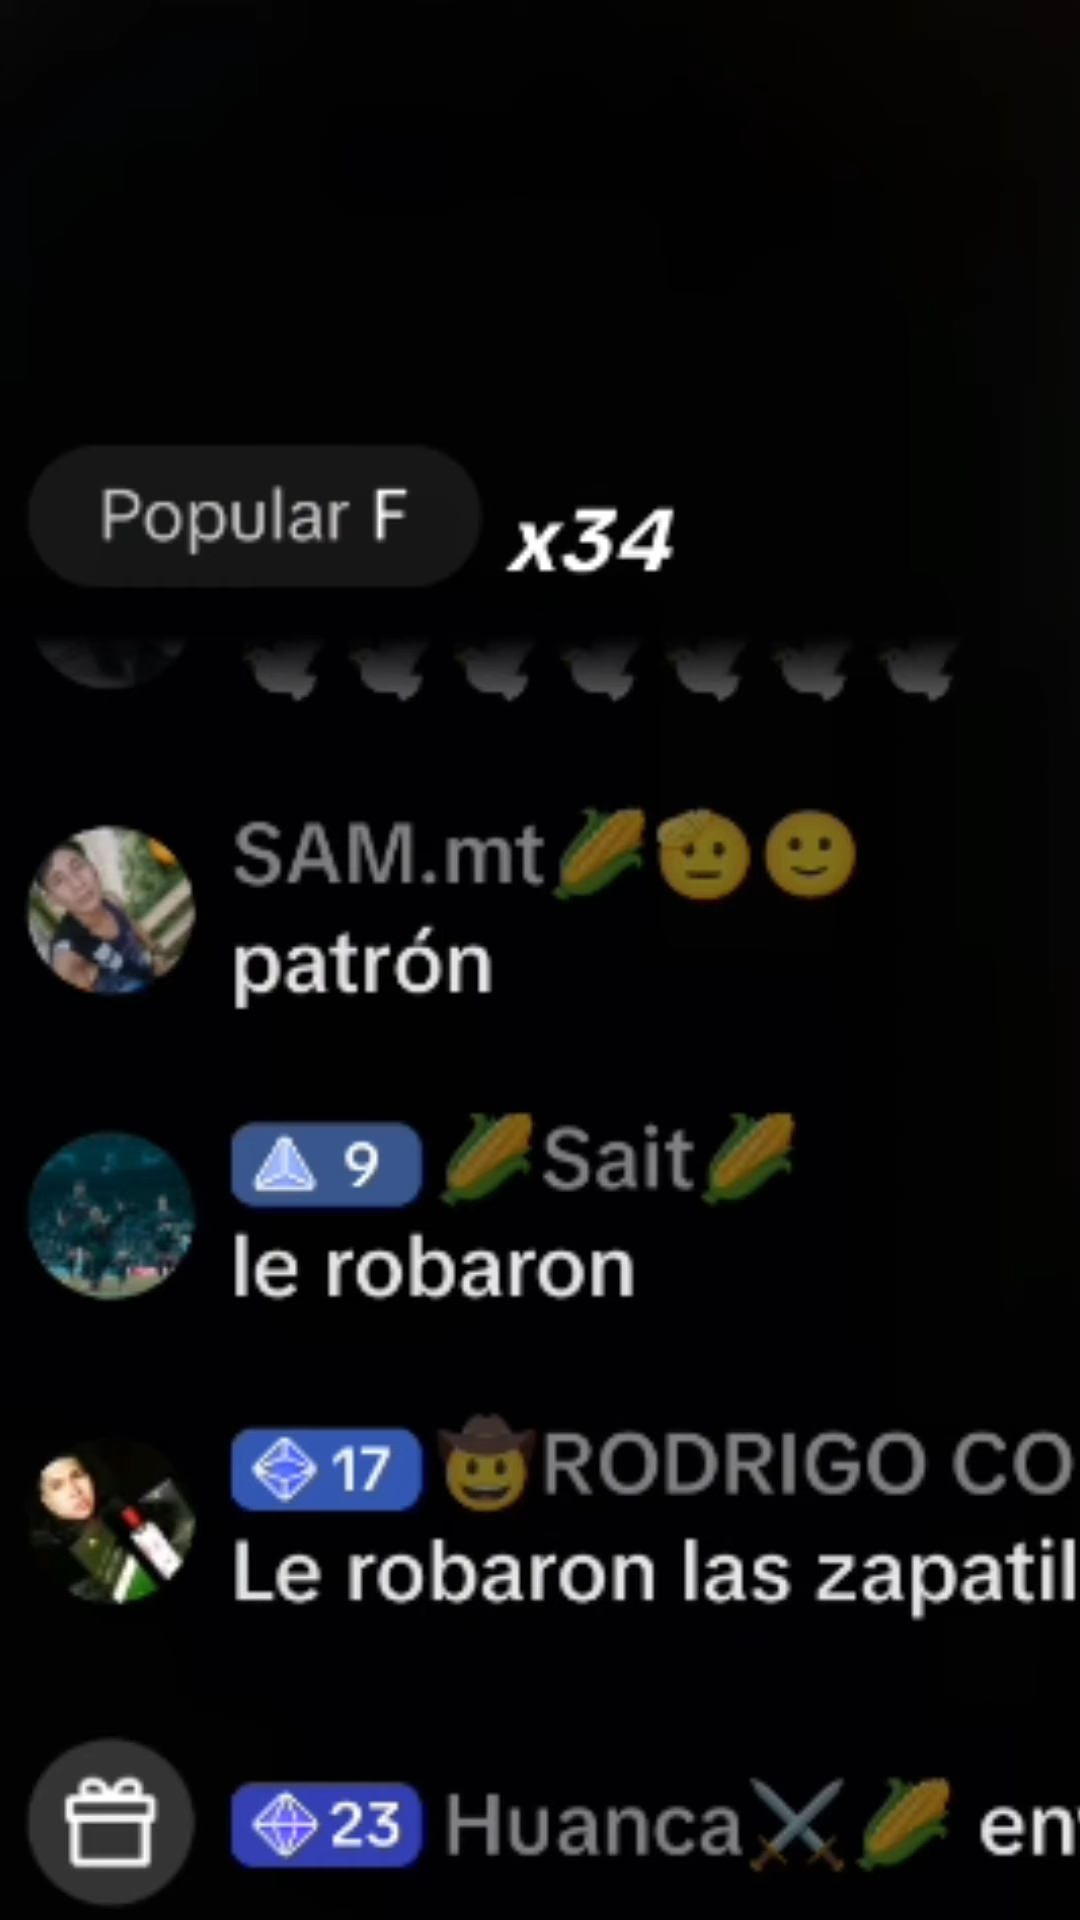 Popular F
x34
SAM.mt🌽🫡🙂
patrón
9 🌽Sait🌽
le robaron
17 🤠RODRIGO CO
Le robaron las zapatil
23 Huanca⚔️🌽 en